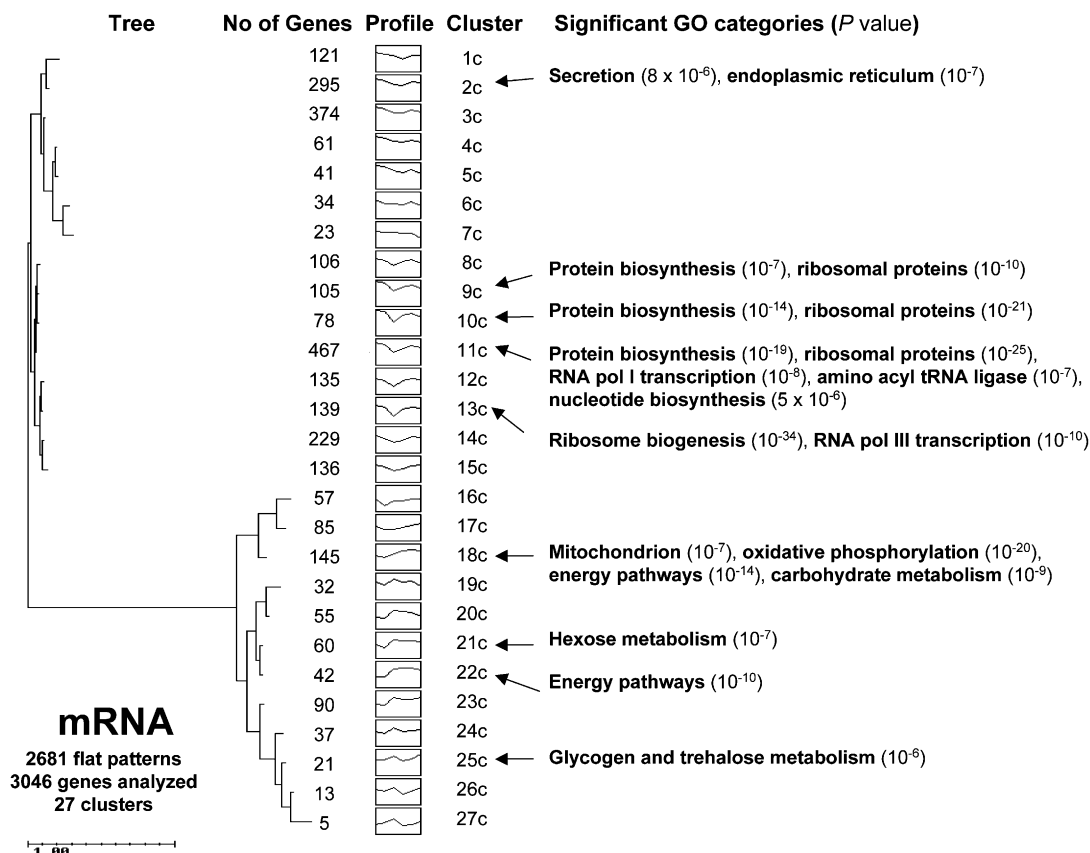 Tree No of Genes Profile Cluster Significant GO categories (P value)
121 1c
295 2c Secretion (8 x 10-6), endoplasmic reticulum (10-7)
374 3c
61 4c
41 5c
34 6c
23 7c
106 8c
105 9c Protein biosynthesis (10-7), ribosomal proteins (10-10)
78 10c Protein biosynthesis (10-14), ribosomal proteins (10-21)
467 11c Protein biosynthesis (10-19), ribosomal proteins (10-25),
RNA pol I transcription (10-8), amino acyl tRNA ligase (10-7),
nucleotide biosynthesis (5 x 10-6)
135 12c
139 13c Ribosome biogenesis (10-34), RNA pol III transcription (10-10)
229 14c
136 15c
57 16c
85 17c
145 18c Mitochondrion (10-7), oxidative phosphorylation (10-20),
energy pathways (10-14), carbohydrate metabolism (10-9)
32 19c
55 20c
60 21c Hexose metabolism (10-7)
42 22c Energy pathways (10-10)
90 23c
37 24c
21 25c Glycogen and trehalose metabolism (10-6)
13 26c
5 27c
mRNA
2681 flat patterns
3046 genes analyzed
27 clusters
1.00